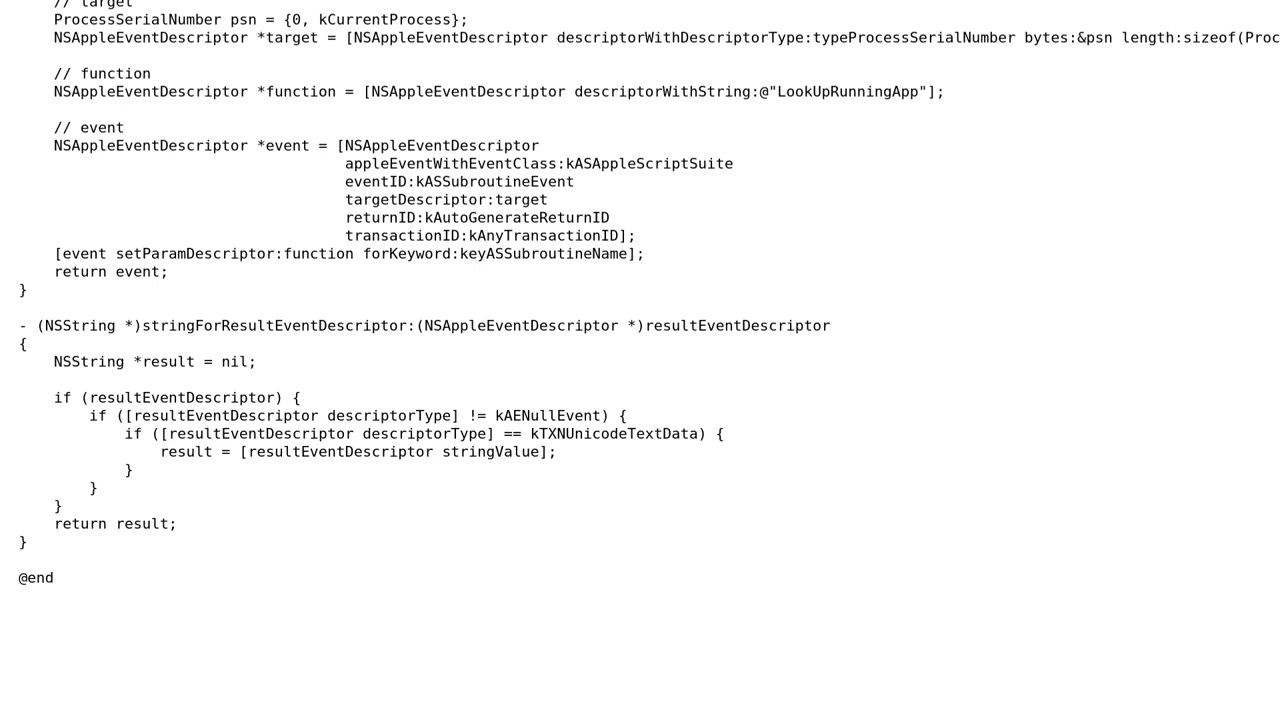 // target
ProcessSerialNumber psn = {0, kCurrentProcess};
NSAppleEventDescriptor *target = [NSAppleEventDescriptor descriptorWithDescriptorType:typeProcessSerialNumber bytes:&psn length:sizeof(Proc
// function
NSAppleEventDescriptor *function = [NSAppleEventDescriptor descriptorWithString:@"LookUpRunningApp"];
// event
NSAppleEventDescriptor *event = [NSAppleEventDescriptor
appleEventWithEventClass:kASAppleScriptSuite
eventID:kASSubroutineEvent
targetDescriptor:target
returnID:kAutoGenerateReturnID
transactionID:kAnyTransactionID];
[event setParamDescriptor:function forKeyword:keyASSubroutineName];
return event;
}
- (NSString *)stringForResultEventDescriptor:(NSAppleEventDescriptor *)resultEventDescriptor
{
NSString *result = nil;
if (resultEventDescriptor) {
if ([resultEventDescriptor descriptorType] != kAENullEvent) {
if ([resultEventDescriptor descriptorType] == kTXNUnicodeTextData) {
result = [resultEventDescriptor stringValue];
}
}
}
return result;
}
@end